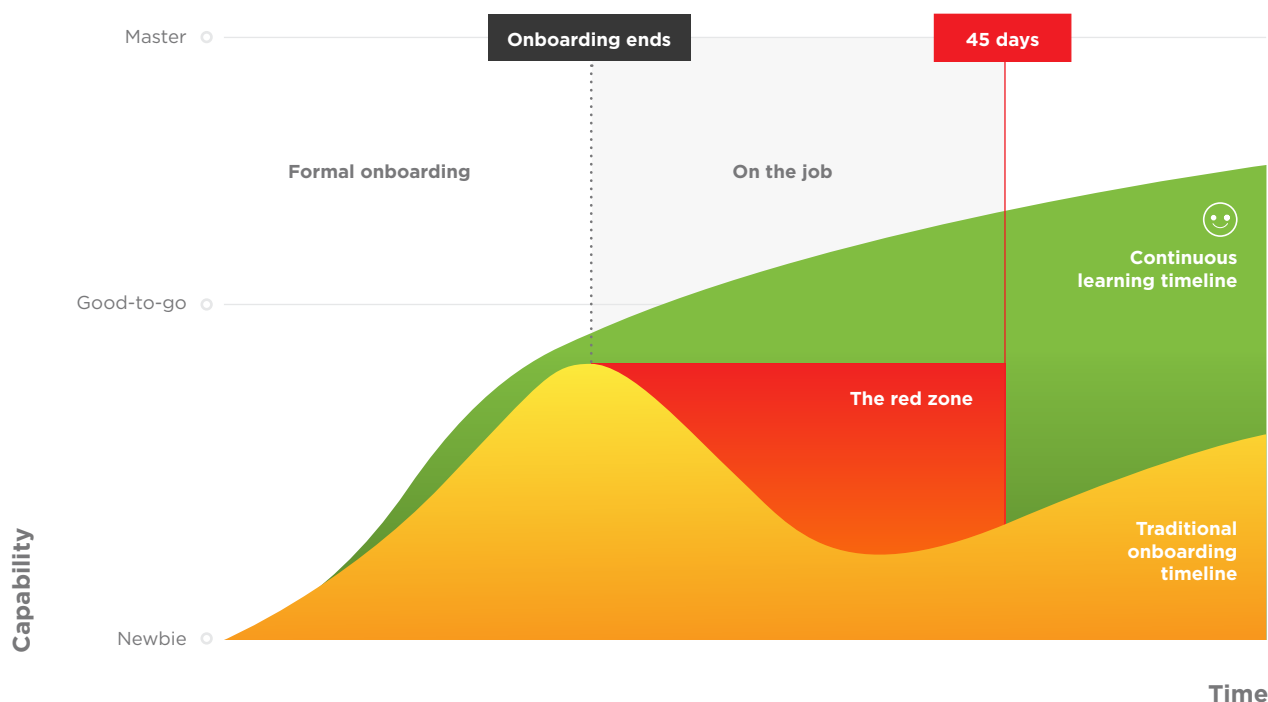 Master
Onboarding ends
45 days
Formal onboarding
On the job
Continuous
learning timeline
Good-to-go
The red zone
Traditional
onboarding
timeline
Capability
Newbie
Time